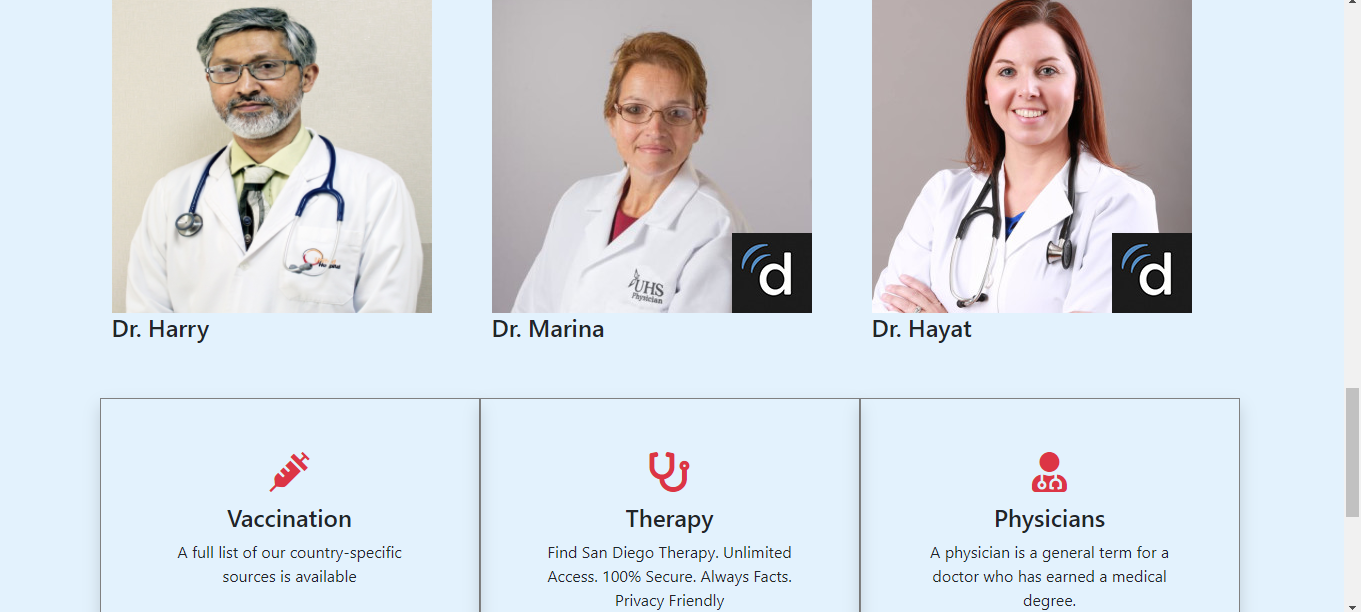 UHS
Physician
d
d
Dr. Harry
Dr. Marina
Dr. Hayat
Vaccination
Therapy
Physicians
A full list of our country-specific
sources is available
Find San Diego Therapy. Unlimited
Access. 100% Secure. Always Facts.
Privacy Friendly
A physician is a general term for a
doctor who has earned a medical
degree.